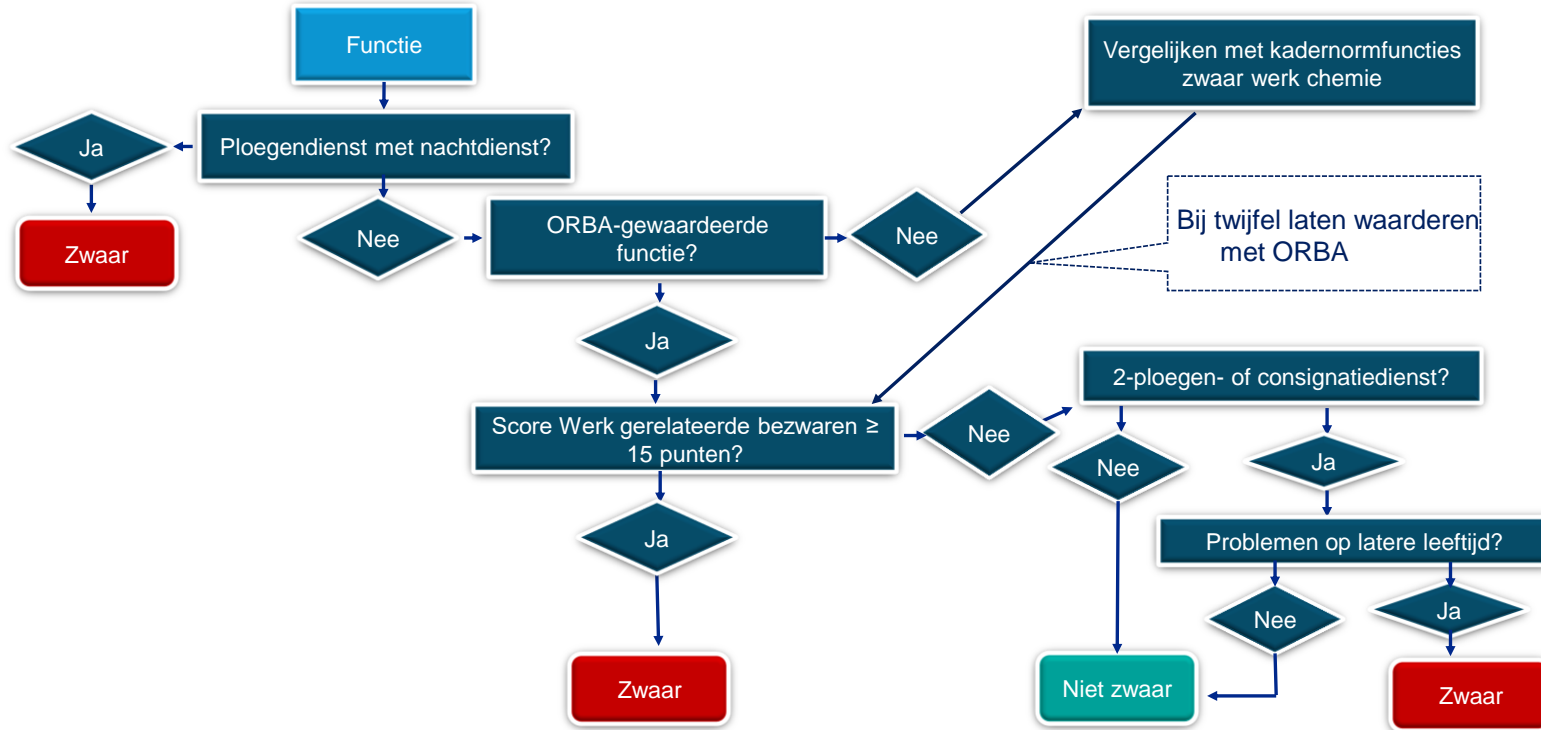 Functie
Vergelijken met kadernormfuncties
zwaar werk chemie
Ja
Ploegendienst met nachtdienst?
Zwaar
Nee
ORBA-gewaardeerde
functie?
Nee
Bij twijfel laten waarderen
met ORBA
Ja
2-ploegen- of consignatiedienst?
Score Werk gerelateerde bezwaren ≥
15 punten?
Nee
Nee
Ja
Ja
Problemen op latere leeftijd?
Nee
Ja
Zwaar
Niet zwaar
Zwaar